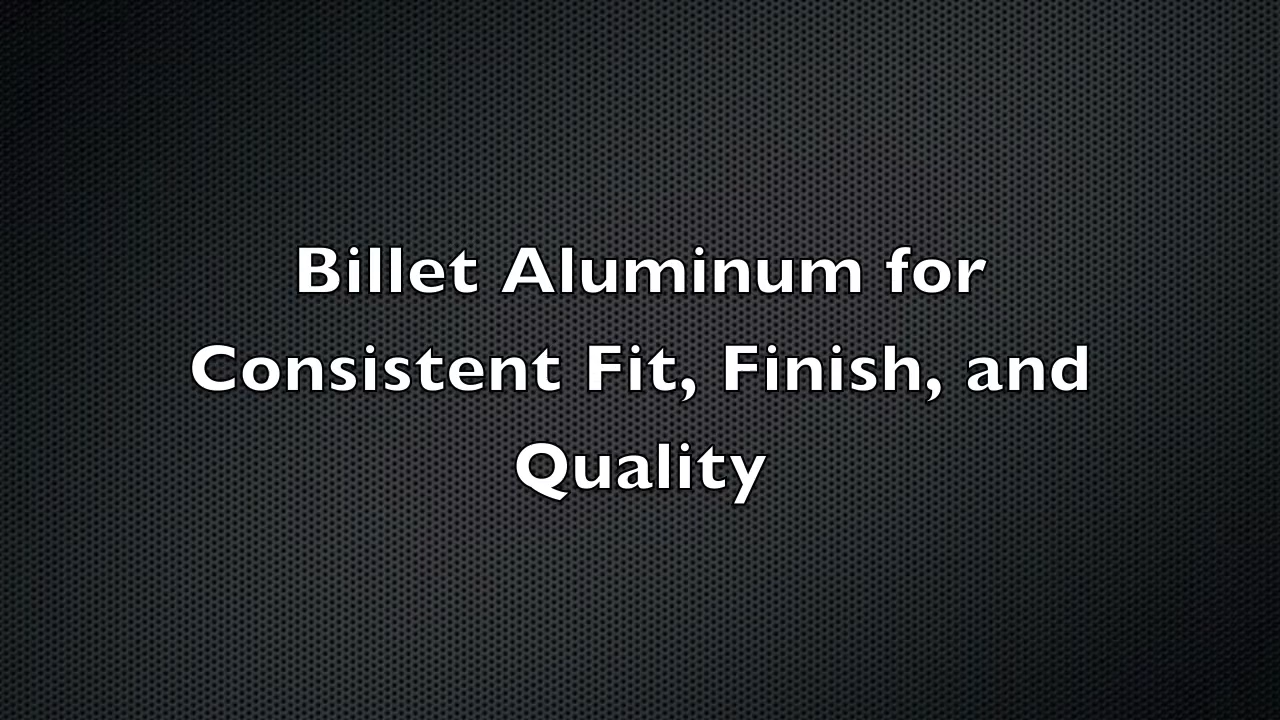 Billet Aluminum for
Consistent Fit, Finish, and
Quality